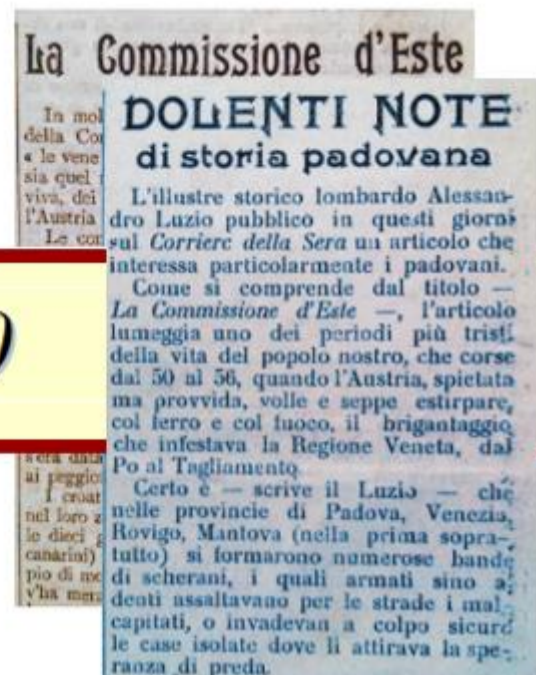 La Commissione d'Este
In mol
della Co
« le vene
sia quel
viva, dei
l'Austria
Le con
DOLENTI NOTE
di storia padovana
L'illustre storico lombardo Alessan-
dro Luzio pubblico in questi giorni
sul Corriere della Sera un articolo che
interessa particolarmente i padovani.
Come si comprende dal titolo —
La Commissione d'Este —, l'articolo
lumeggia uno dei periodi più tristi
della vita del popolo nostro, che corse
dal 50 al 56, quando l'Austria, spietata
ma provvida, volle e seppe estirpare,
col ferro e col fuoco, il brigantaggio
che infestava la Regione Veneta, dal
Po al Tagliamento
Certo è — scrive il Luzio — che
nelle provincie di Padova, Venezia,
Rovigo, Mantova (nella prima sopra-
tutto) si formarono numerose bande
di scherani, i quali armati sino a
denti assaltavano per le strade i mal
capitati, o invadevan a colpo sicuro
le case isolate dove li attirava la spe-
ranza di preda.
s'era data
ai peggio
I croat
nel loro
le dieci
canarini)
pio di me
v'ha mera